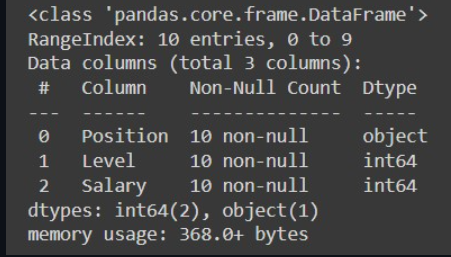 <class 'pandas.core.frame.DataFrame'>
RangeIndex: 10 entries, 0 to 9
Data columns (total 3 columns):
 #   Column    Non-Null Count  Dtype
---  ------    --------------  -----
 0   Position  10 non-null     object
 1   Level     10 non-null     int64
 2   Salary    10 non-null     int64
dtypes: int64(2), object(1)
memory usage: 368.0+ bytes